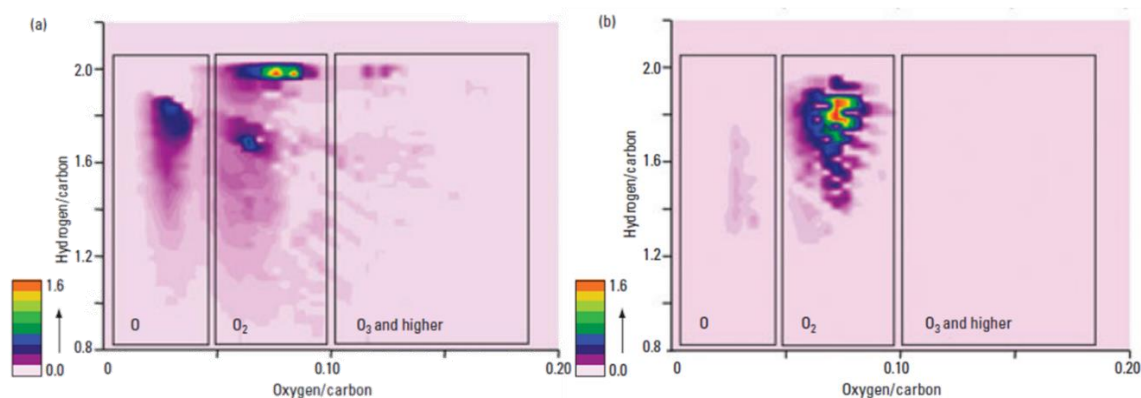 (a)
Hydrogen/carbon
2.0
1.6
1.2
0.8
1.6
0.0
O
O₂
O₃ and higher
0
0.10
0.20
Oxygen/carbon
(b)
Hydrogen/carbon
2.0
1.6
1.2
0.8
1.6
0.0
O
O₂
O₃ and higher
0
0.10
0.20
Oxygen/carbon